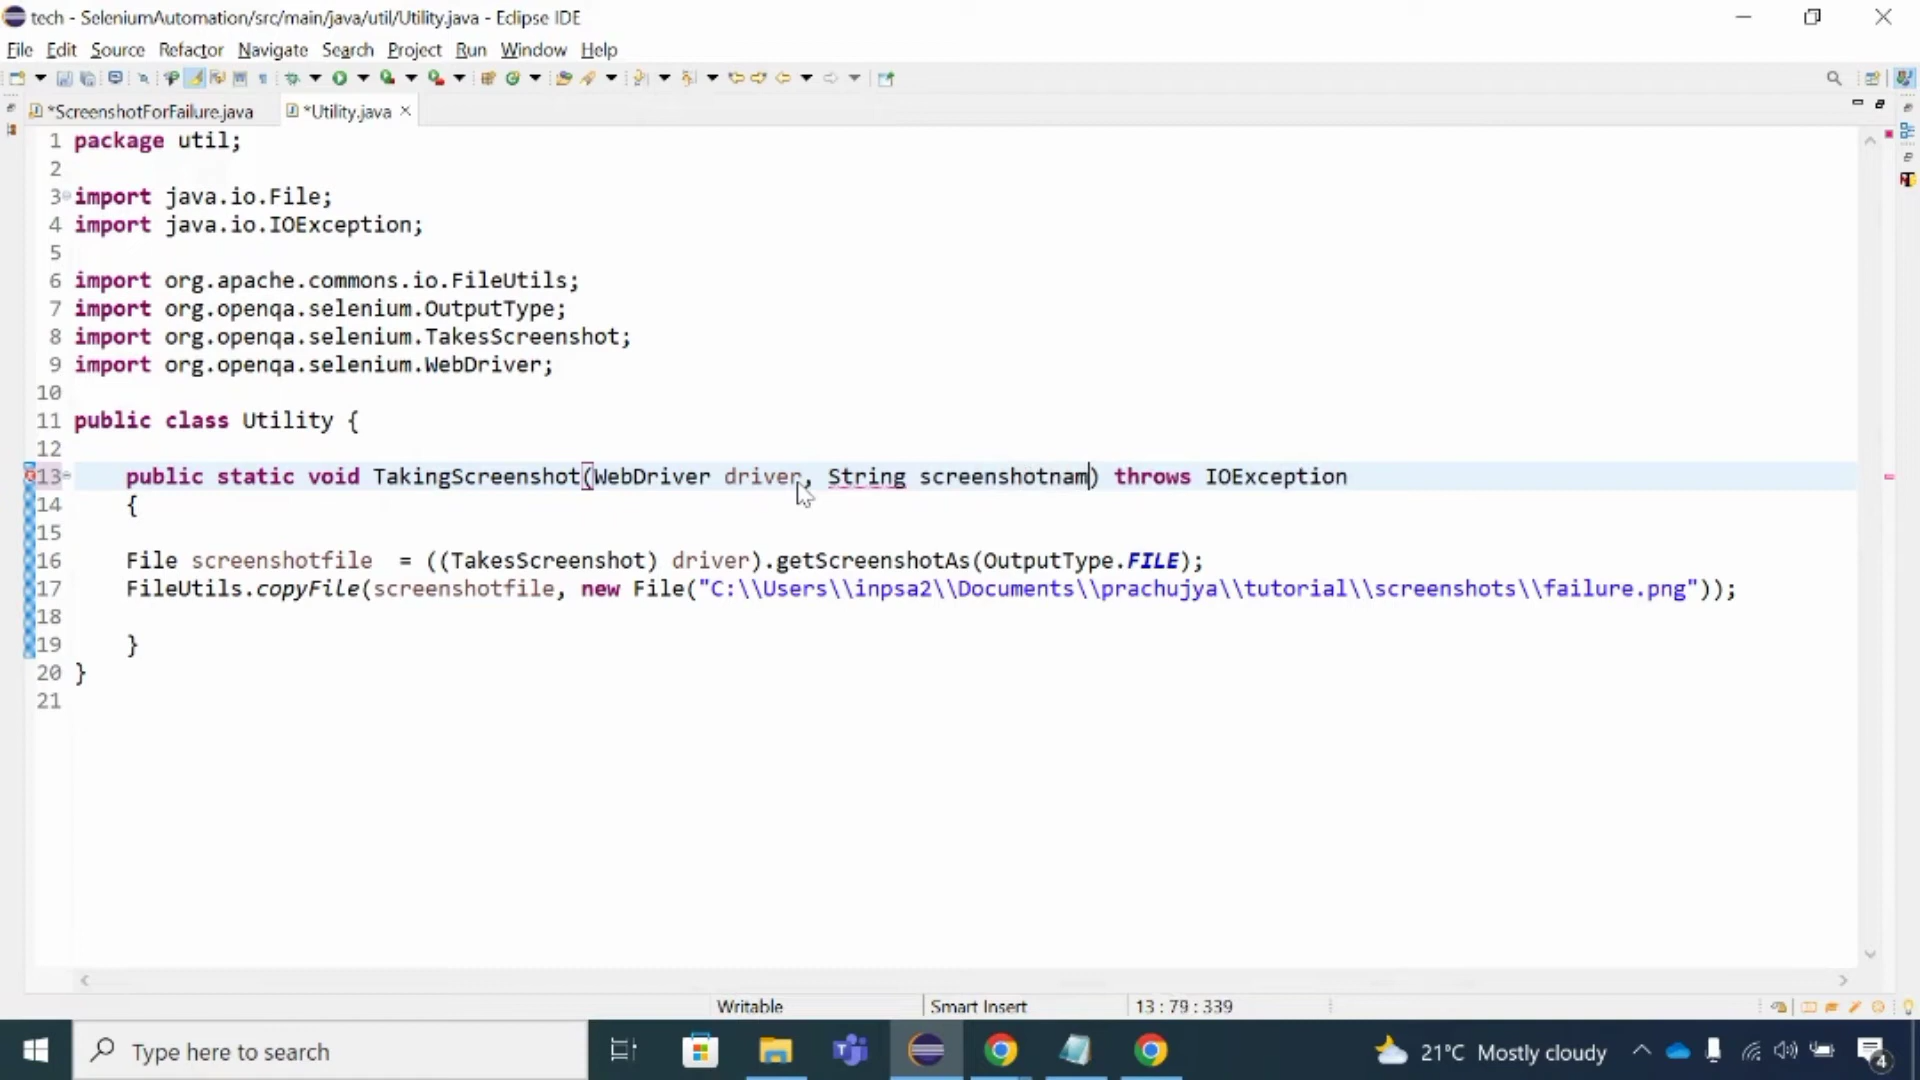 tech - SeleniumAutomation/src/main/java/util/Utility.java - Eclipse IDE
File Edit Source Refactor Navigate Search Project Run Window Help
*ScreenshotForFailure.java *Utility.java
1 package util;
2
3 import java.io.File;
4 import java.io.IOException;
5
6 import org.apache.commons.io.FileUtils;
7 import org.openqa.selenium.OutputType;
8 import org.openqa.selenium.TakesScreenshot;
9 import org.openqa.selenium.WebDriver;
10
11 public class Utility {
12
13 public static void TakingScreenshot(WebDriver driver, String screenshotnam) throws IOException
14 {
15
16 File screenshotfile = ((TakesScreenshot) driver).getScreenshotAs(OutputType.FILE);
17 FileUtils.copyFile(screenshotfile, new File("C:\\Users\\inpsa2\\Documents\\prachujya\\tutorial\\screenshots\\failure.png"));
18
19 }
20 }
21
Writable Smart Insert 13 : 79 : 339
Type here to search 21°C Mostly cloudy 4